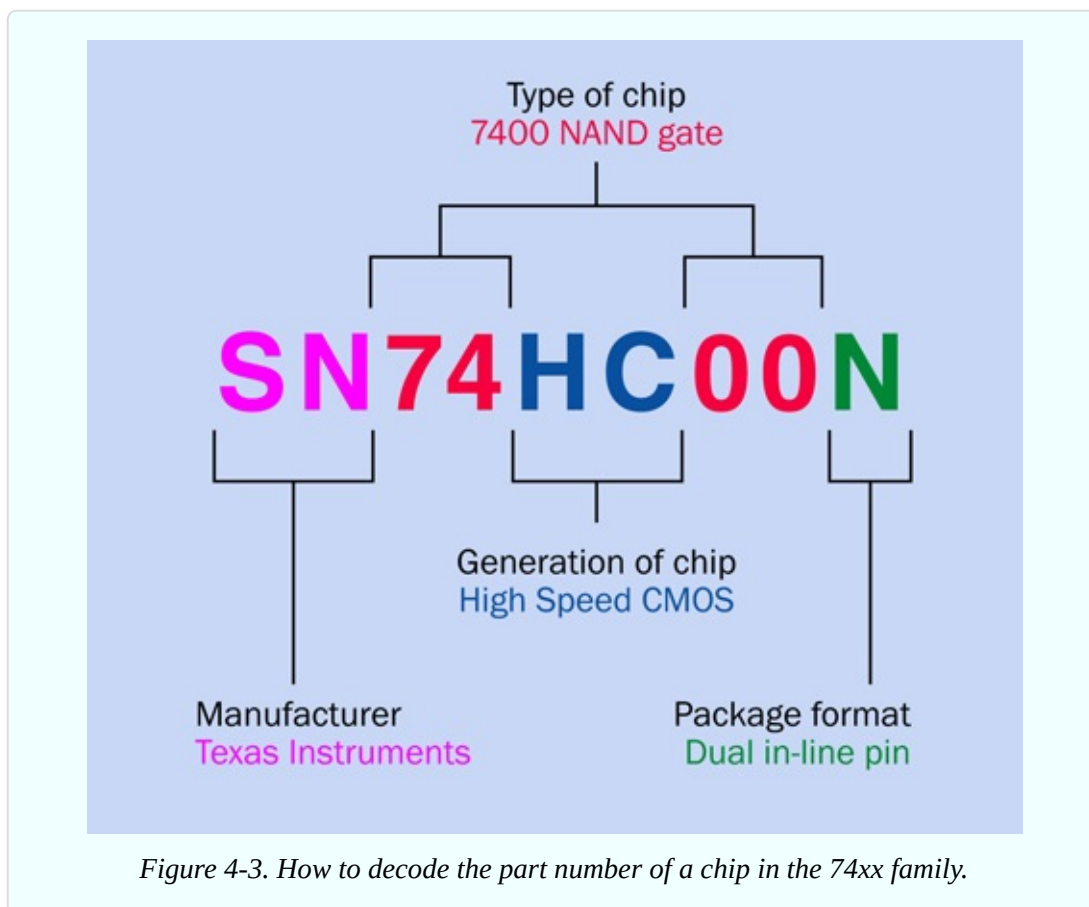 Type of chip
7400 NAND gate
SN74HC00N
Generation of chip
High Speed CMOS
Manufacturer
Texas Instruments
Package format
Dual in-line pin
Figure 4-3. How to decode the part number of a chip in the 74xx family.